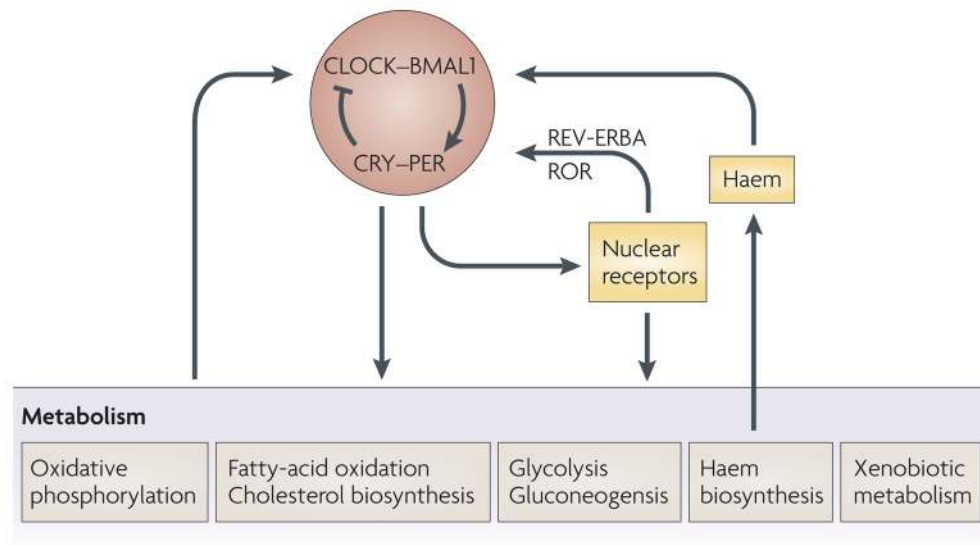 CLOCK–BMAL1
CRY–PER
REV-ERBA
ROR
Haem
Nuclear
receptors
Metabolism
Oxidative
phosphorylation
Fatty-acid oxidation
Cholesterol biosynthesis
Glycolysis
Gluconeogensis
Haem
biosynthesis
Xenobiotic
metabolism